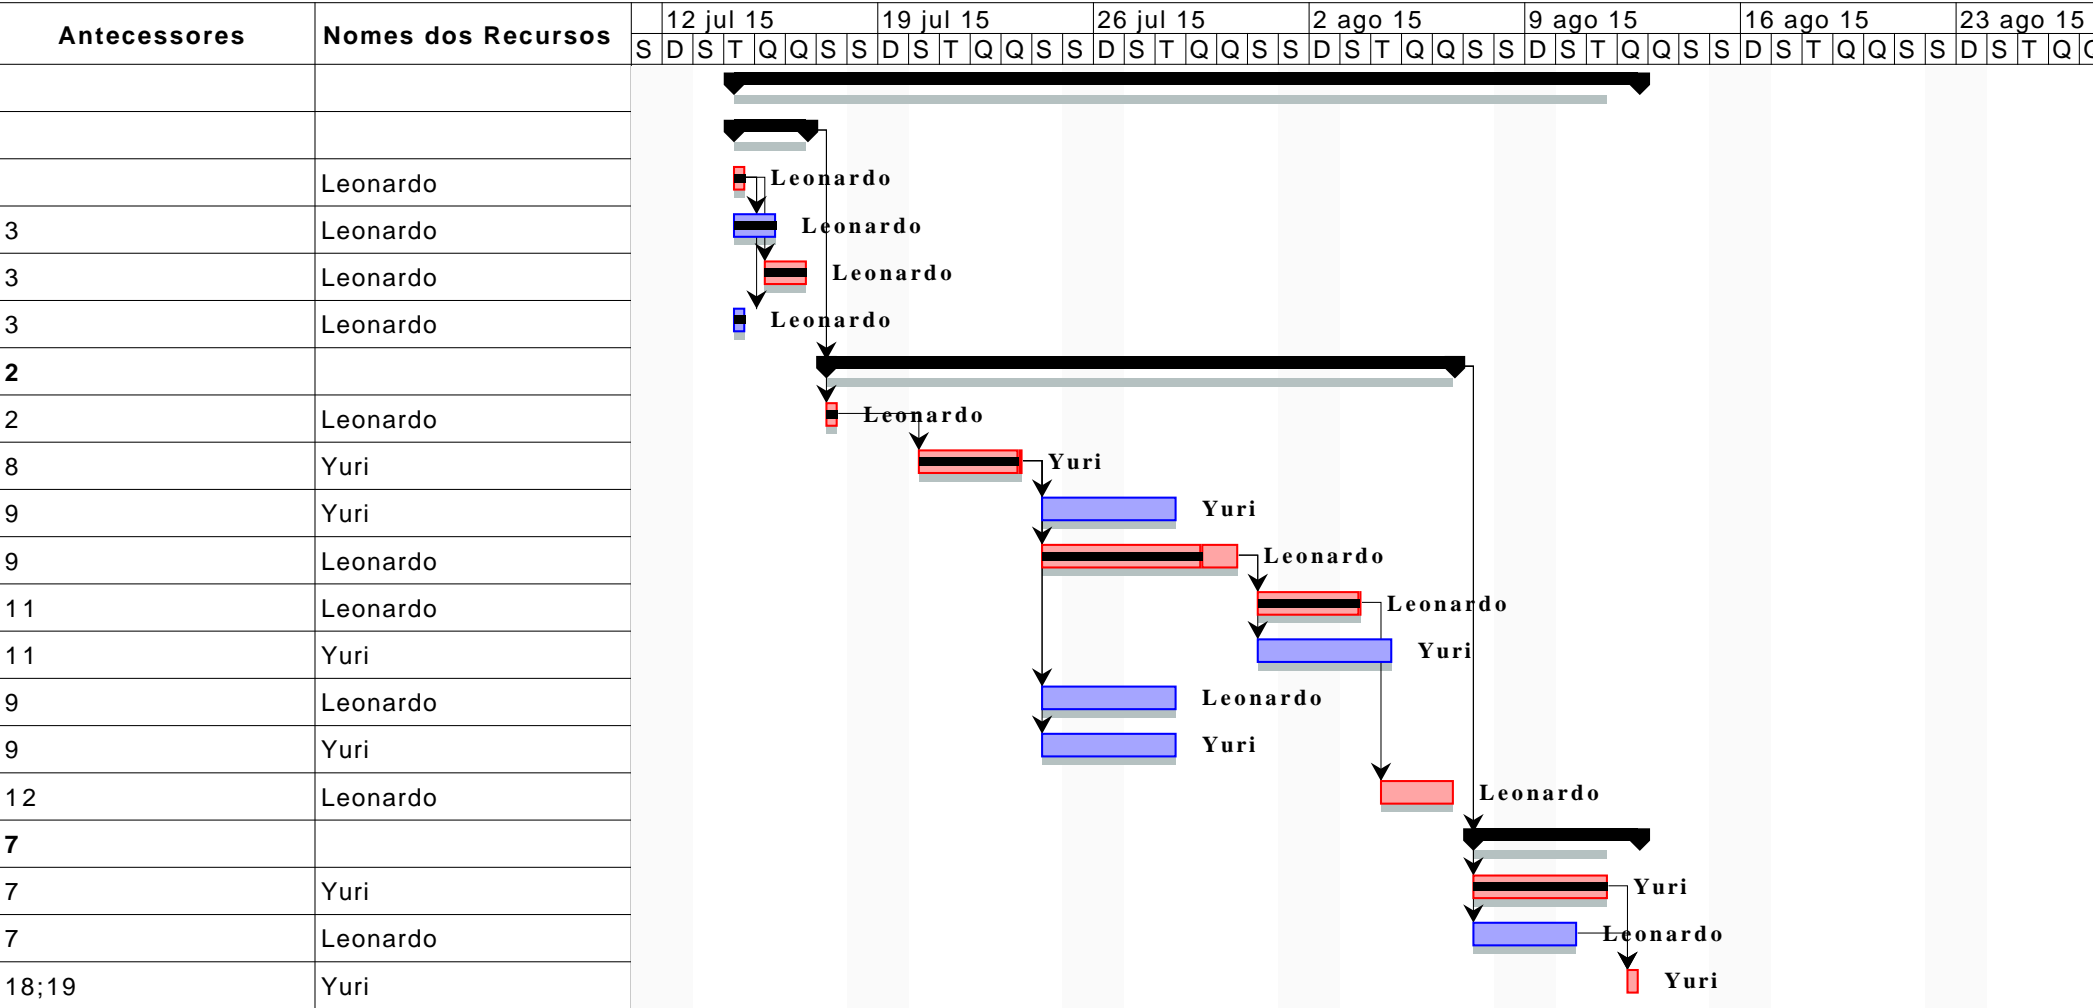 Antecessores Nomes dos Recursos 12 jul 15 19 jul 15 26 jul 15 2 ago 15 9 ago 15 16 ago 15 23 ago 15
S D S T Q Q S S D S T Q Q S S D S T Q Q S S D S T Q Q S S D S T Q Q S S D S T Q Q S S D S T Q Q
Leonardo Leonardo
3 Leonardo Leonardo
3 Leonardo Leonardo
3 Leonardo Leonardo
2
2 Leonardo Leonardo
8 Yuri Yuri
9 Yuri Yuri
9 Leonardo Leonardo
11 Leonardo Leonardo
11 Yuri Yuri
9 Leonardo Leonardo
9 Yuri Yuri
12 Leonardo Leonardo
7
7 Yuri Yuri
7 Leonardo Leonardo
18;19 Yuri Yuri